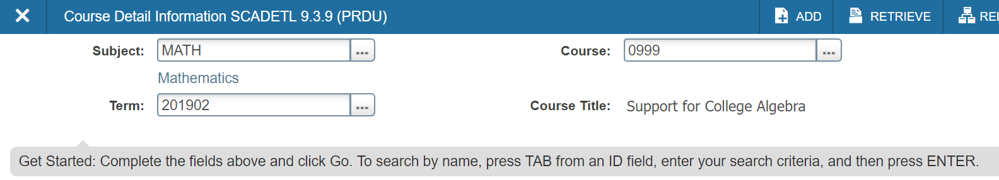 Course Detail Information SCADETL 9.3.9 (PRDU) ADD RETRIEVE
Subject: MATH ... Course: 0999 ...
Mathematics
Term: 201902 ... Course Title: Support for College Algebra
Get Started: Complete the fields above and click Go. To search by name, press TAB from an ID field, enter your search criteria, and then press ENTER.